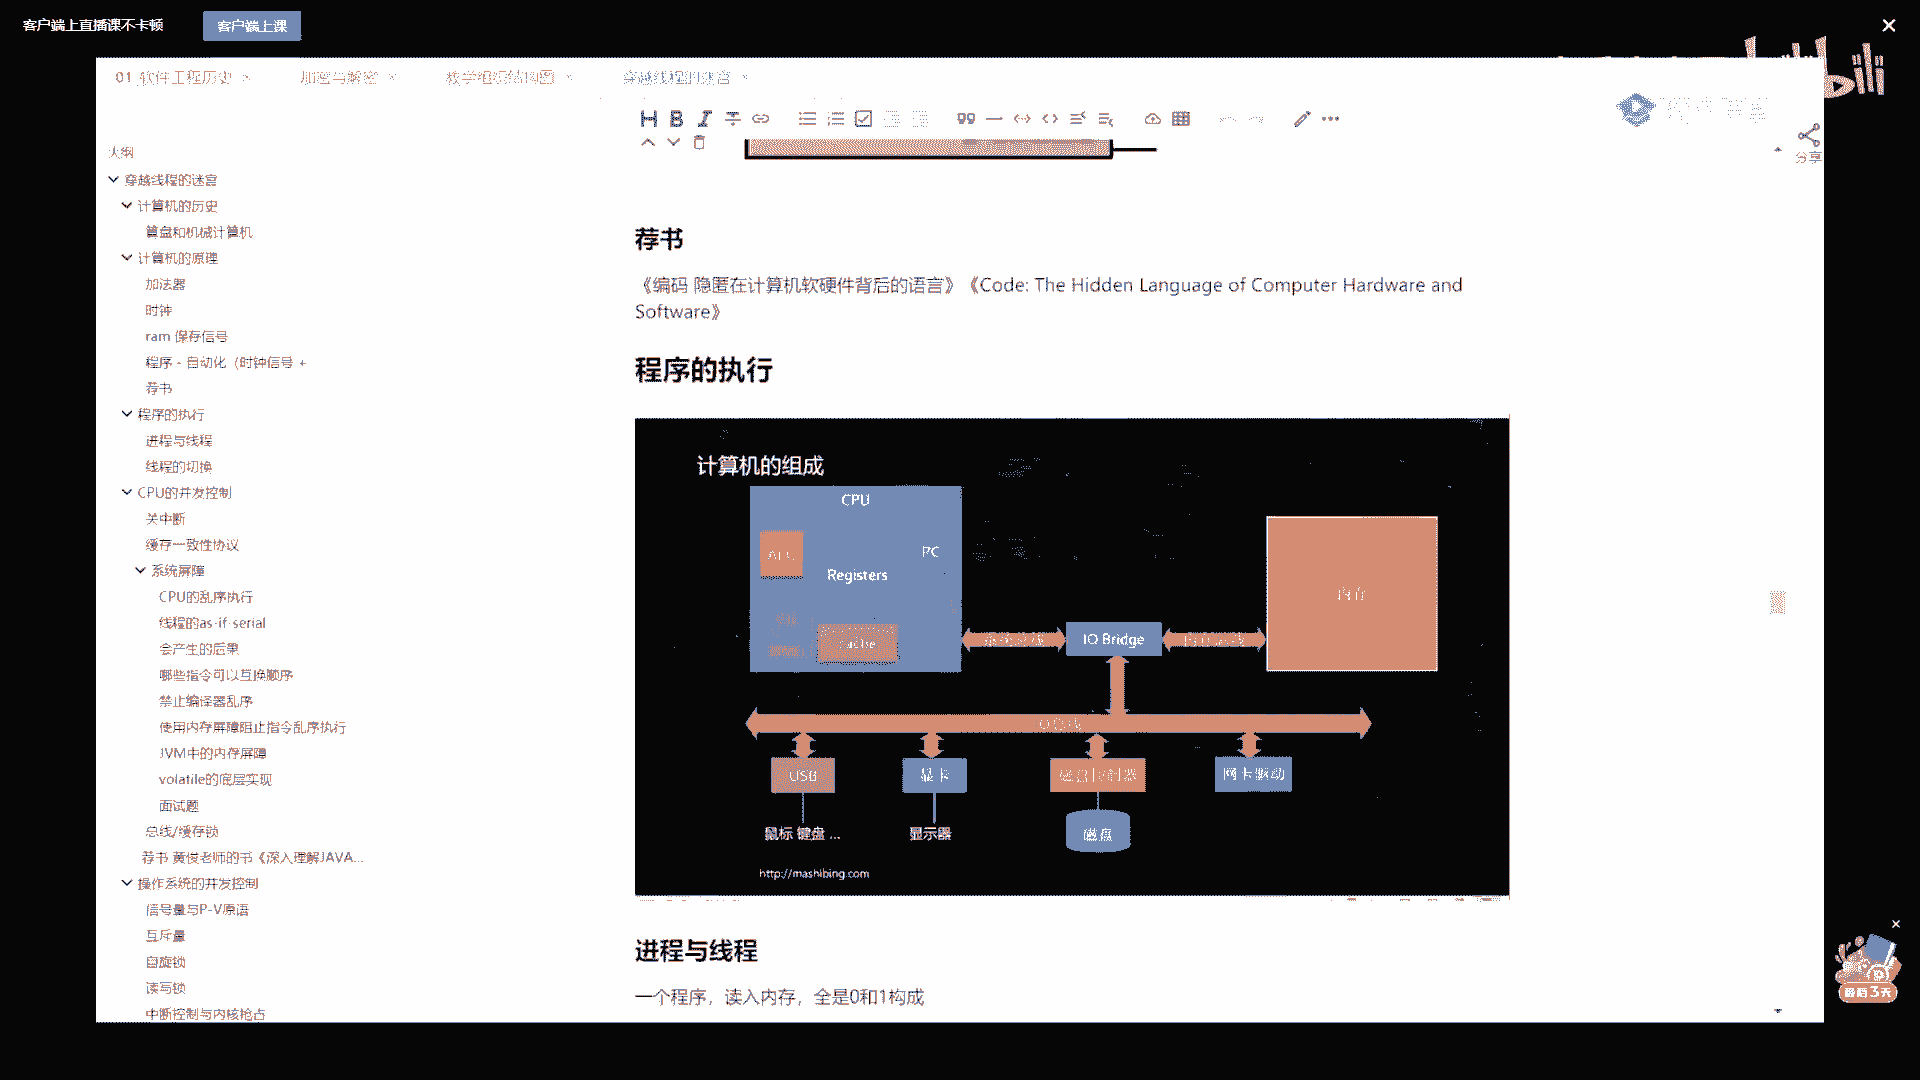 客户端上直播课不卡顿
客户端上课
01 软件工程历史
加密与解密
教学组织结构图
穿越线程的迷宫
分享
大纲
穿越线程的迷宫
计算机的历史
算盘和机械计算机
计算机的原理
加法器
时钟
ram 保存信号
程序 - 自动化（时钟信号 +
荐书
程序的执行
进程与线程
线程的切换
CPU的并发控制
关中断
缓存一致性协议
系统屏障
CPU的乱序执行
线程的as-if-serial
会产生的后果
哪些指令可以互换顺序
禁止编译器乱序
使用内存屏障阻止指令乱序执行
JVM中的内存屏障
volatile的底层实现
面试题
总线/缓存锁
荐书 黄俊老师的书《深入理解JAVA...
操作系统的并发控制
信号量与P-V原语
互斥量
自旋锁
读写锁
中断控制与内核抢占
荐书
《编码 隐匿在计算机软硬件背后的语言》《Code: The Hidden Language of Computer Hardware and
Software》
程序的执行
计算机的组成
CPU
PC
Registers
内存
IO Bridge
USB
显卡
磁盘控制器
网卡驱动
鼠标 键盘 ...
显示器
磁盘
http://mashibing.com
进程与线程
一个程序，读入内存，全是0和1构成
最后3天